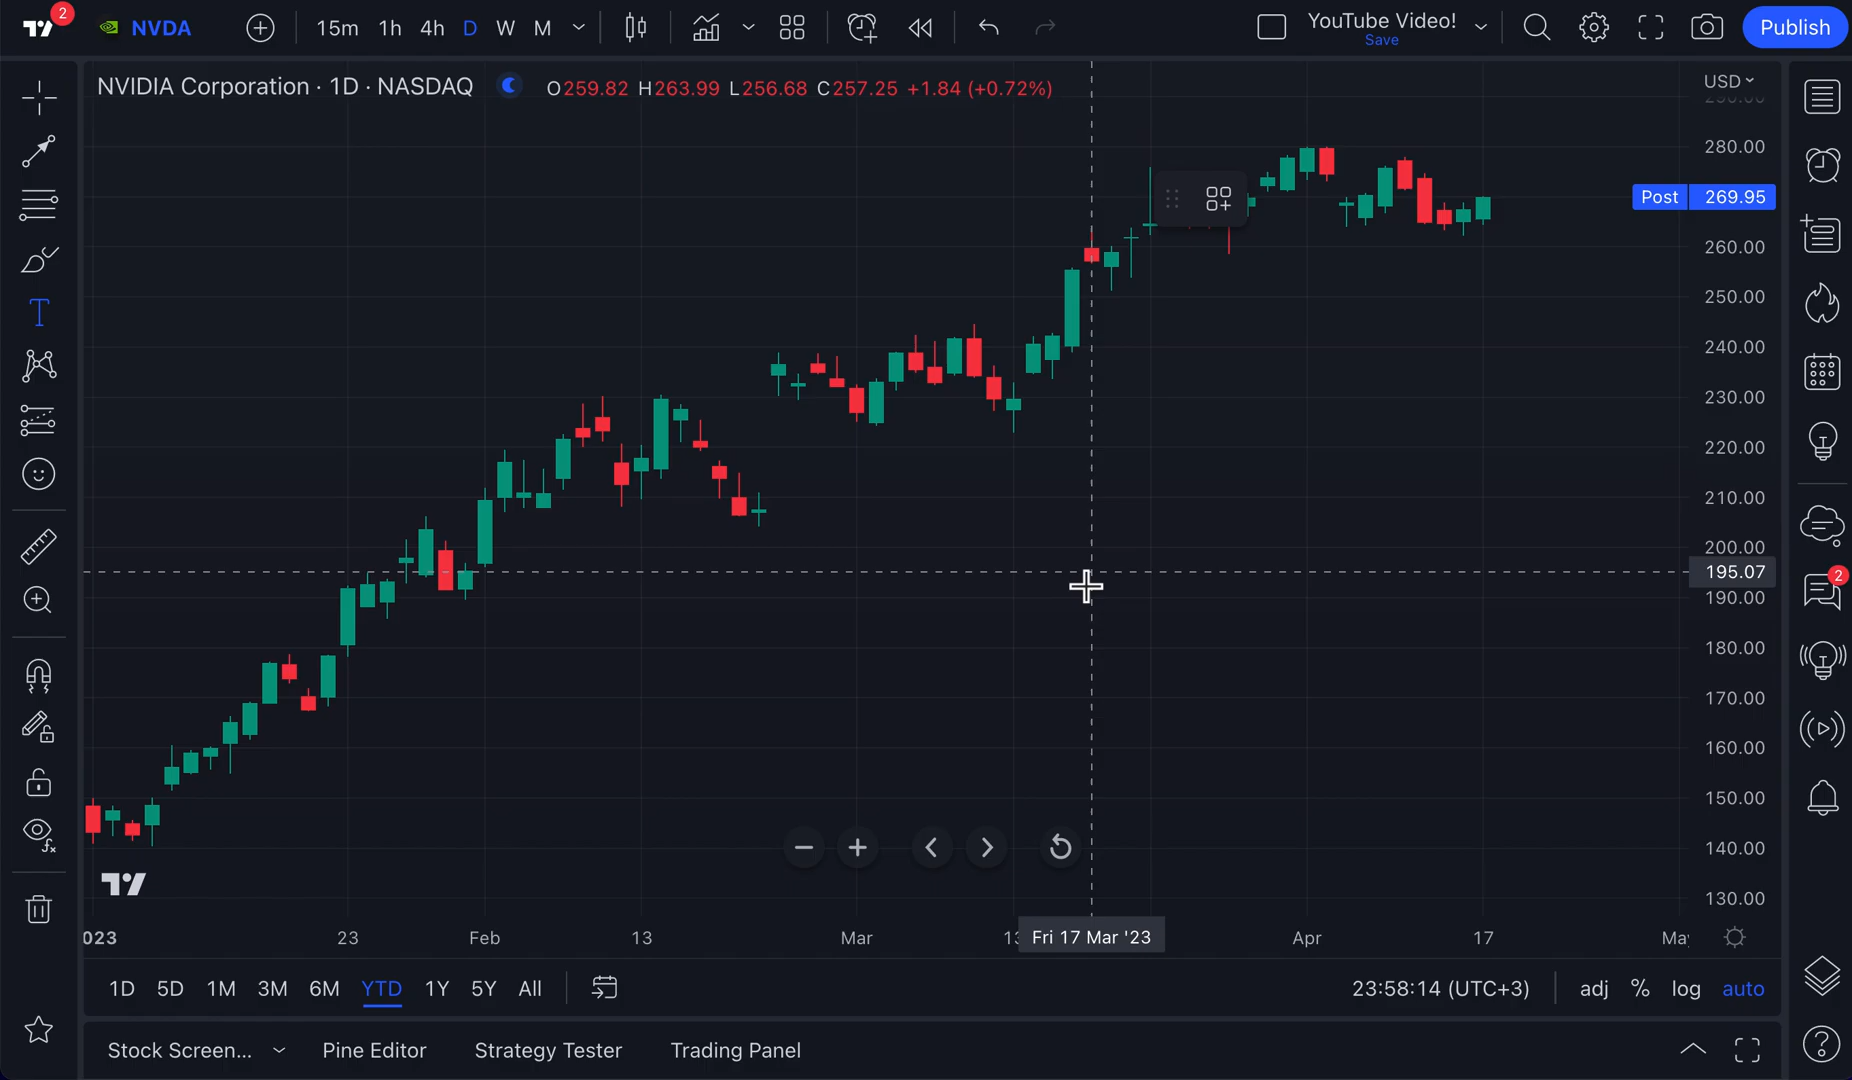 2
NVDA
15m 1h 4h D W M
YouTube Video!
Save
Publish
NVIDIA Corporation · 1D · NASDAQ
O259.82 H263.99 L256.68 C257.25 +1.84 (+0.72%)
USD
280.00
Post 269.95
260.00
250.00
240.00
230.00
220.00
210.00
200.00
195.07
190.00
180.00
170.00
160.00
150.00
140.00
130.00
2
023 23 Feb 13 Mar Fri 17 Mar '23 Apr 17
1D 5D 1M 3M 6M YTD 1Y 5Y All
23:58:14 (UTC+3) adj % log auto
Stock Screen... Pine Editor Strategy Tester Trading Panel